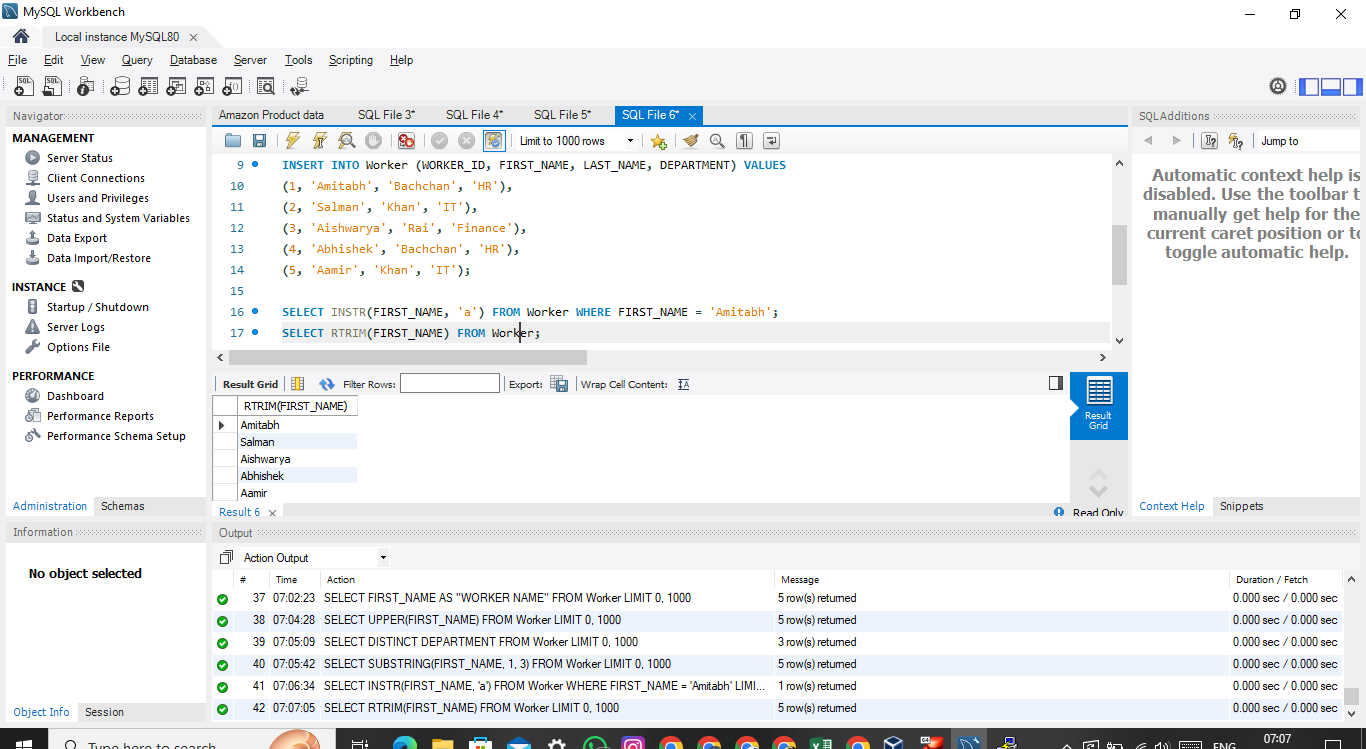 MySQL Workbench
Local instance MySQL80
File Edit View Query Database Server Tools Scripting Help
Navigator
MANAGEMENT
Server Status
Client Connections
Users and Privileges
Status and System Variables
Data Export
Data Import/Restore
INSTANCE
Startup / Shutdown
Server Logs
Options File
PERFORMANCE
Dashboard
Performance Reports
Performance Schema Setup
Administration Schemas
Information
No object selected
Object Info Session
Amazon Product data SQL File 3* SQL File 4* SQL File 5* SQL File 6*
Limit to 1000 rows
9 INSERT INTO Worker (WORKER_ID, FIRST_NAME, LAST_NAME, DEPARTMENT) VALUES
10 (1, 'Amitabh', 'Bachchan', 'HR'),
11 (2, 'Salman', 'Khan', 'IT'),
12 (3, 'Aishwarya', 'Rai', 'Finance'),
13 (4, 'Abhishek', 'Bachchan', 'HR'),
14 (5, 'Aamir', 'Khan', 'IT');
15
16 SELECT INSTR(FIRST_NAME, 'a') FROM Worker WHERE FIRST_NAME = 'Amitabh';
17 SELECT RTRIM(FIRST_NAME) FROM Worker;
Result Grid Filter Rows: Export: Wrap Cell Content:
RTRIM(FIRST_NAME)
Amitabh
Salman
Aishwarya
Abhishek
Aamir
Result Grid
Result 6 Read Only
SQLAdditions
Jump to
Automatic context help is
disabled. Use the toolbar t
manually get help for the
current caret position or to
toggle automatic help.
Context Help Snippets
Output
Action Output
# Time Action Message Duration / Fetch
37 07:02:23 SELECT FIRST_NAME AS "WORKER NAME" FROM Worker LIMIT 0, 1000 5 row(s) returned 0.000 sec / 0.000 sec
38 07:04:28 SELECT UPPER(FIRST_NAME) FROM Worker LIMIT 0, 1000 5 row(s) returned 0.000 sec / 0.000 sec
39 07:05:09 SELECT DISTINCT DEPARTMENT FROM Worker LIMIT 0, 1000 3 row(s) returned 0.000 sec / 0.000 sec
40 07:05:42 SELECT SUBSTRING(FIRST_NAME, 1, 3) FROM Worker LIMIT 0, 1000 5 row(s) returned 0.000 sec / 0.000 sec
41 07:06:34 SELECT INSTR(FIRST_NAME, 'a') FROM Worker WHERE FIRST_NAME = 'Amitabh' LIMI... 1 row(s) returned 0.000 sec / 0.000 sec
42 07:07:05 SELECT RTRIM(FIRST_NAME) FROM Worker LIMIT 0, 1000 5 row(s) returned 0.000 sec / 0.000 sec
Type here to search
ENG 07:07